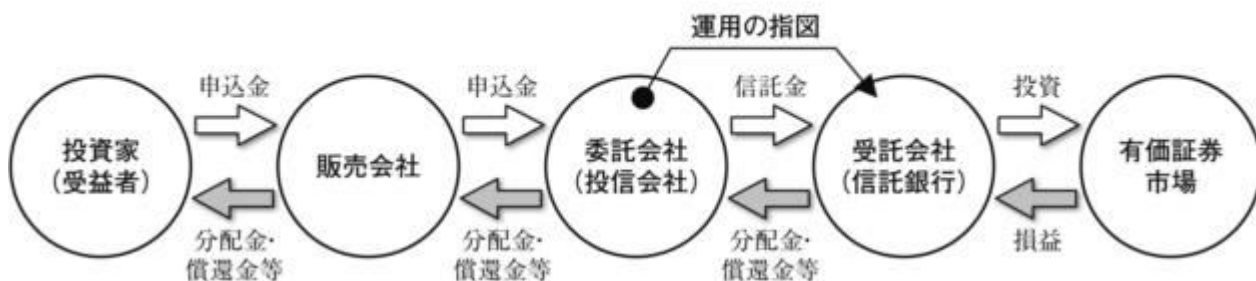 運用の指図
申込金
申込金
信託金
投資
投資家
（受益者）
販売会社
委託会社
（投信会社）
受託会社
（信託銀行）
有価証券
市場
分配金・
償還金等
分配金・
償還金等
分配金・
償還金等
損益